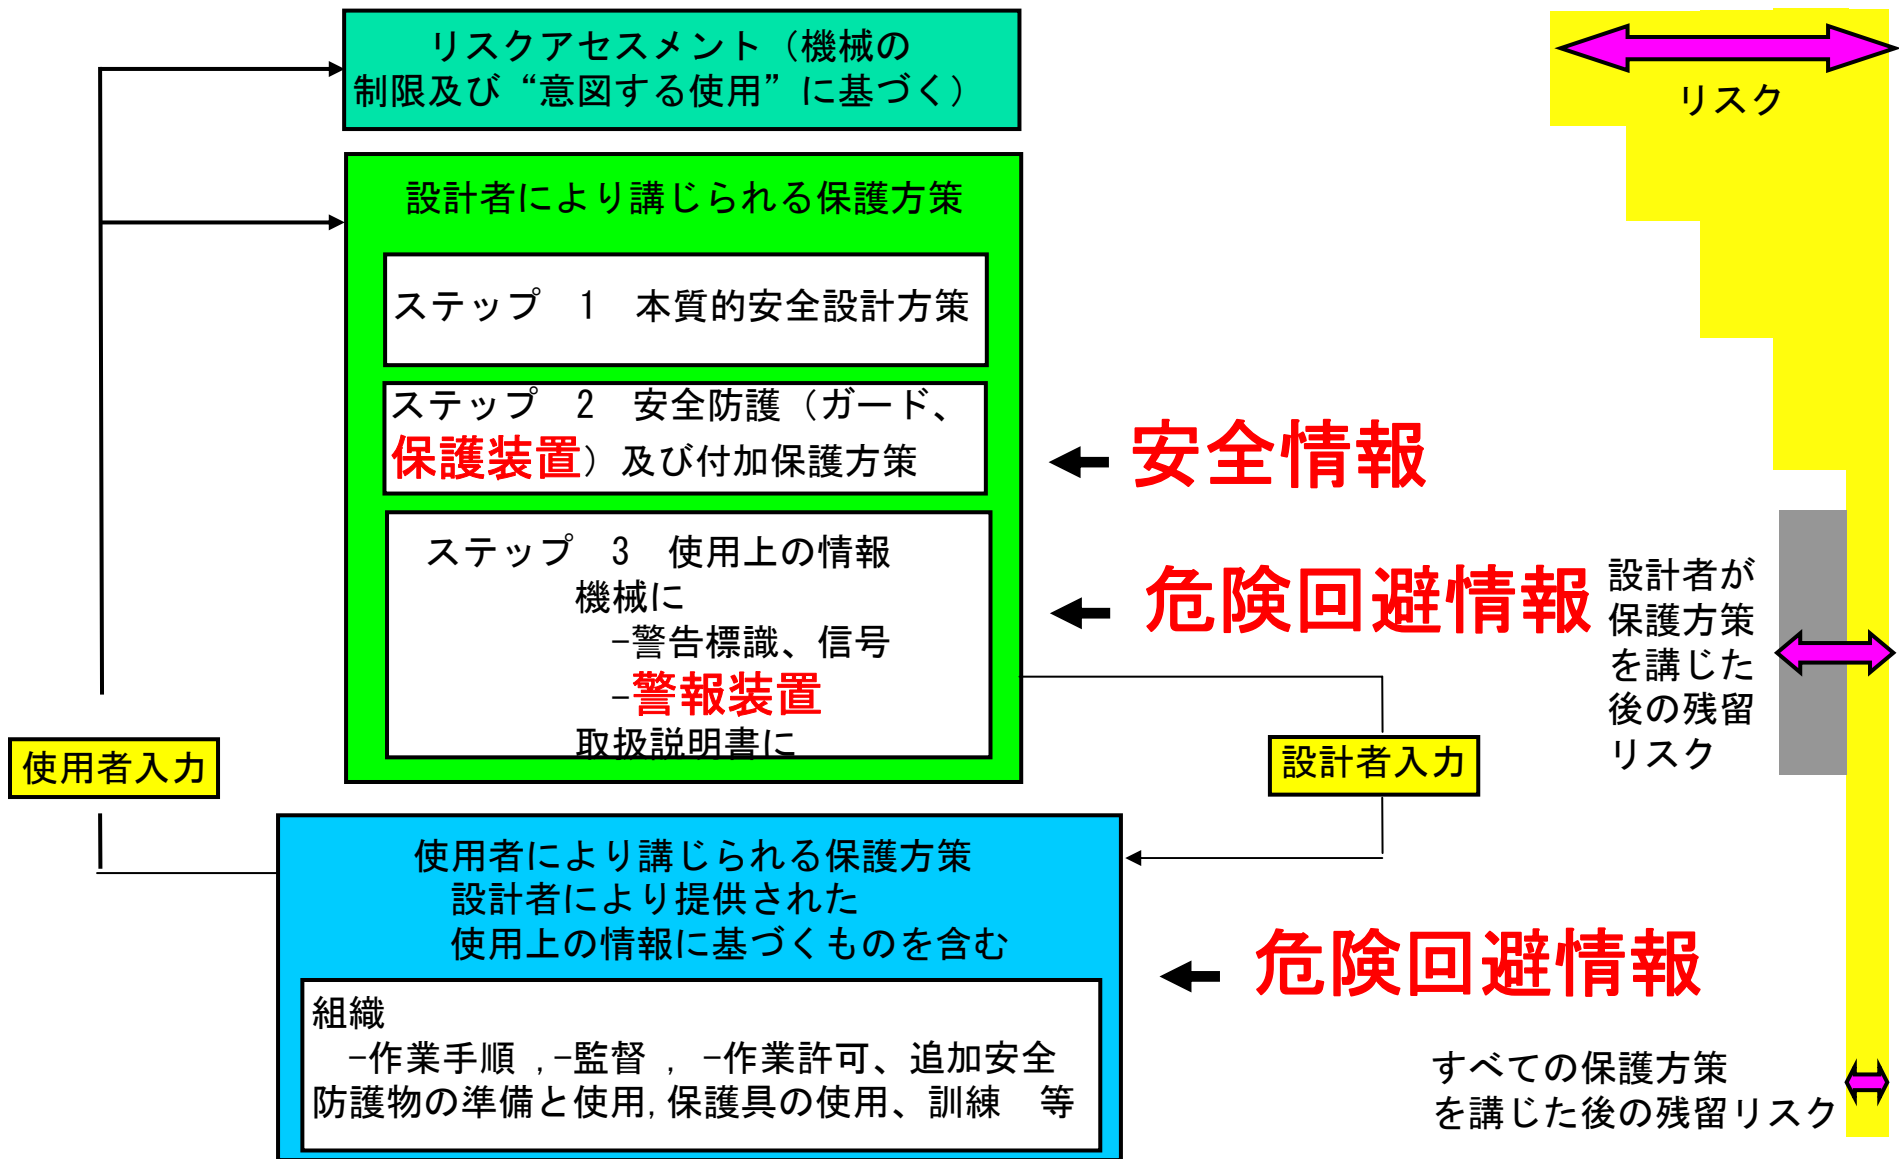 リスクアセスメント（機械の
制限及び“意図する使用”に基づく）
リスク
設計者により講じられる保護方策
ステップ　1　本質的安全設計方策
ステップ　2　安全防護（ガード、
保護装置）及び付加保護方策
安全情報
ステップ　3　使用上の情報
機械に
−警告標識、信号
−警報装置
取扱説明書に
危険回避情報
設計者が
保護方策
を講じた
後の残留
リスク
使用者入力
設計者入力
使用者により講じられる保護方策
設計者により提供された
使用上の情報に基づくものを含む
危険回避情報
組織
−作業手順 ,−監督 , −作業許可、追加安全
防護物の準備と使用,保護具の使用、訓練　等
すべての保護方策
を講じた後の残留リスク